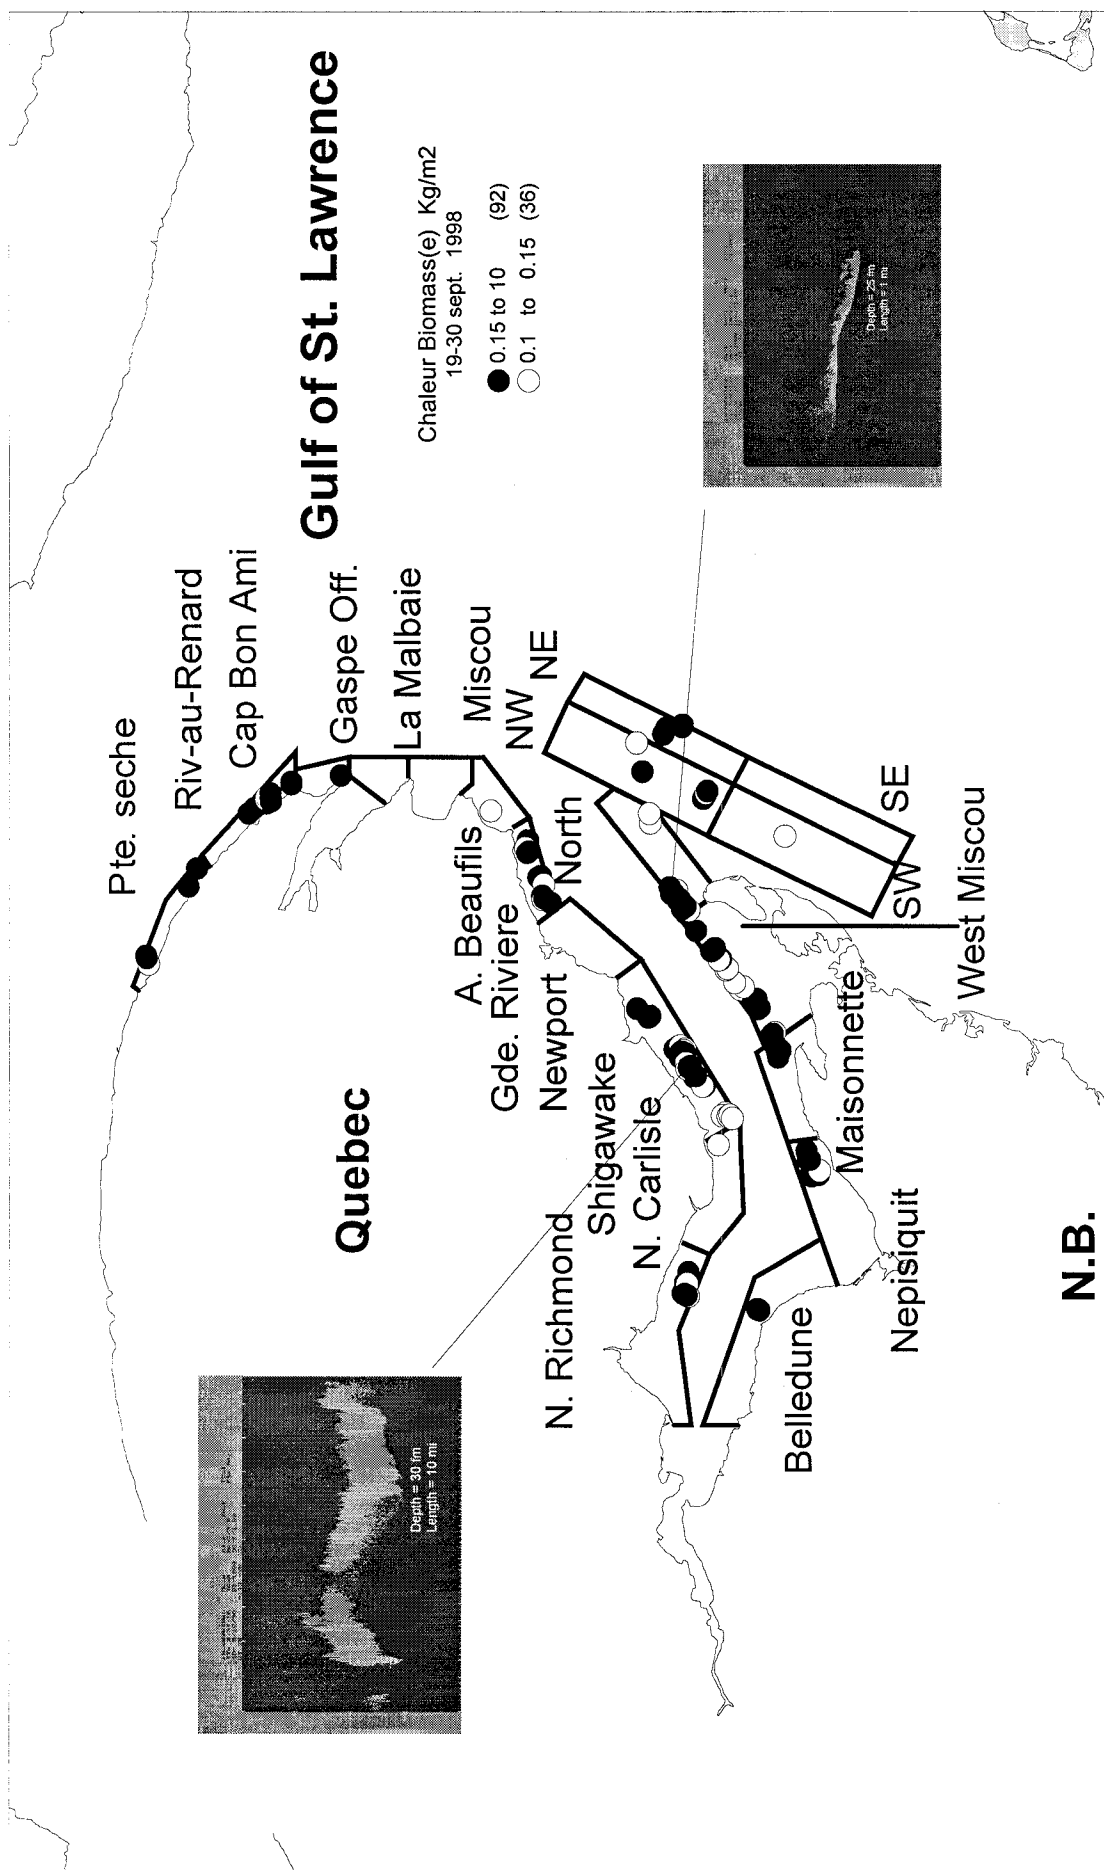 Gulf of St. Lawrence
Chaleur Biomass(e) Kg/m2
19-30 sept. 1998
0.15 to 10 (92)
0.1 to 0.15 (36)
Pte. seche
Riv-au-Renard
Cap Bon Ami
Gaspe Off.
La Malbaie
Miscou
NW
NE
Quebec
A. Beaufils
Gde. Riviere
North
Newport
Shigawake
N. Carlisle
N. Richmond
SW
SE
West Miscou
Maisonnette
Nepisiquit
Belledune
N.B.
Depth = 30 fm
Length = 10 mi
Depth = 25 fm
Length = 1 mi